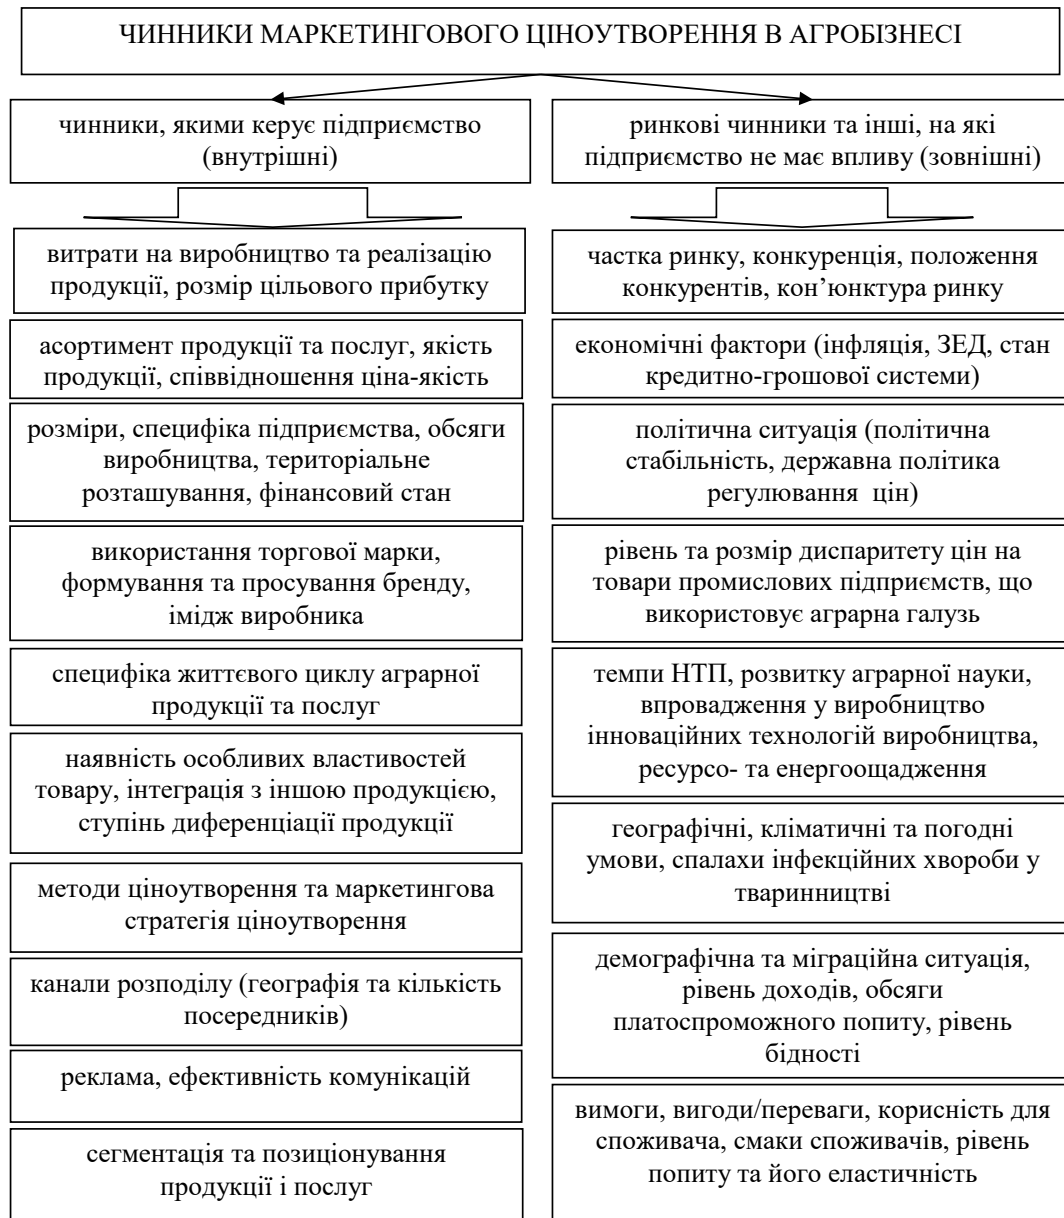 ЧИННИКИ МАРКЕТИНГОВОГО ЦІНОУТВОРЕННЯ В АГРОБІЗНЕСІ
чинники, якими керує підприємство
(внутрішні)
витрати на виробництво та реалізацію
продукції, розмір цільового прибутку
асортимент продукції та послуг, якість
продукції, співвідношення ціна-якість
розміри, специфіка підприємства, обсяги
виробництва, територіальне
розташування, фінансовий стан
використання торгової марки,
формування та просування бренду,
імідж виробника
специфіка життєвого циклу аграрної
продукції та послуг
наявність особливих властивостей
товару, інтеграція з іншою продукцією,
ступінь диференціації продукції
методи ціноутворення та маркетингова
стратегія ціноутворення
канали розподілу (географія та кількість
посередників)
реклама, ефективність комунікацій
сегментація та позиціонування
продукції і послуг
ринкові чинники та інші, на які
підприємство не має впливу (зовнішні)
частка ринку, конкуренція, положення
конкурентів, кон’юнктура ринку
економічні фактори (інфляція, ЗЕД, стан
кредитно-грошової системи)
політична ситуація (політична
стабільність, державна політика
регулювання цін)
рівень та розмір диспаритету цін на
товари промислових підприємств, що
використовує аграрна галузь
темпи НТП, розвитку аграрної науки,
впровадження у виробництво
інноваційних технологій виробництва,
ресурсо- та енергоощадження
географічні, кліматичні та погодні
умови, спалахи інфекційних хвороби у
тваринництві
демографічна та міграційна ситуація,
рівень доходів, обсяги
платоспроможного попиту, рівень
бідності
вимоги, вигоди/переваги, корисність для
споживача, смаки споживачів, рівень
попиту та його еластичність